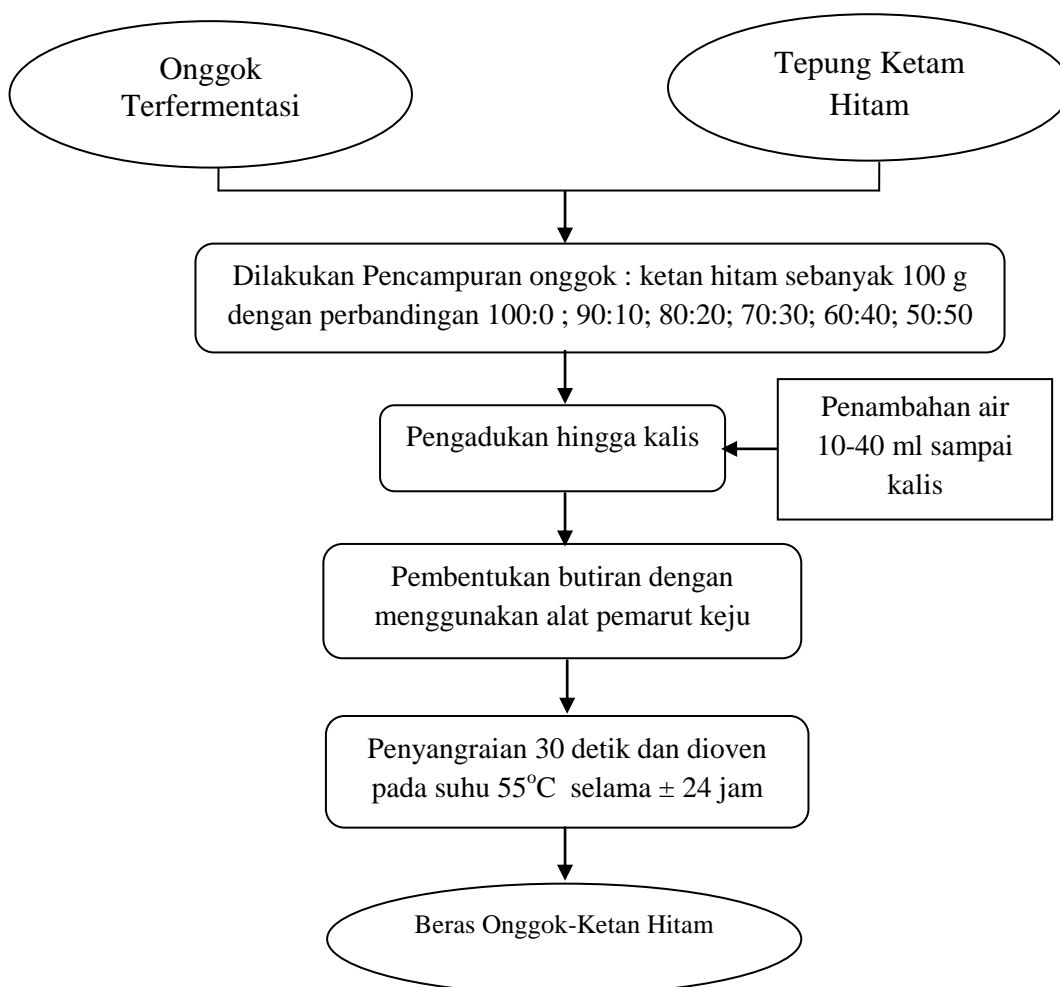 Onggok
Terfermentasi
Tepung Ketam
Hitam
Dilakukan Pencampuran onggok : ketan hitam sebanyak 100 g
dengan perbandingan 100:0 ; 90:10; 80:20; 70:30; 60:40; 50:50
Pengadukan hingga kalis
Penambahan air
10-40 ml sampai
kalis
Pembentukan butiran dengan
menggunakan alat pemarut keju
Penyangraian 30 detik dan dioven
pada suhu 55°C selama ± 24 jam
Beras Onggok-Ketan Hitam